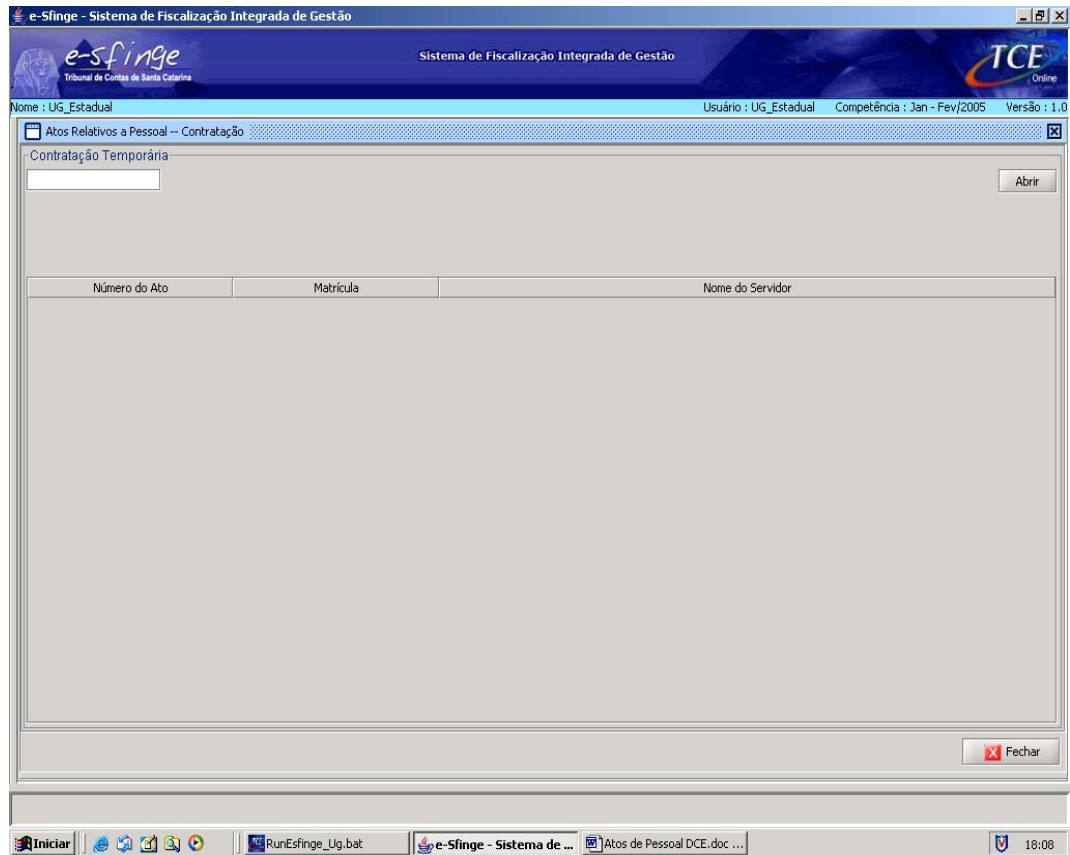 e-Sfinge - Sistema de Fiscalização Integrada de Gestão
e-sfinge
Tribunal de Contas de Santa Catarina
Sistema de Fiscalização Integrada de Gestão
TCE
Online
Nome : UG_Estadual Usuário : UG_Estadual Competência : Jan - Fev/2005 Versão : 1.0
Atos Relativos a Pessoal -- Contratação
Contratação Temporária
Abrir
Número do Ato Matrícula Nome do Servidor
Fechar
Iniciar RunEsfinge_Ug.bat e-Sfinge - Sistema de ... Atos de Pessoal DCE.doc ... 18:08